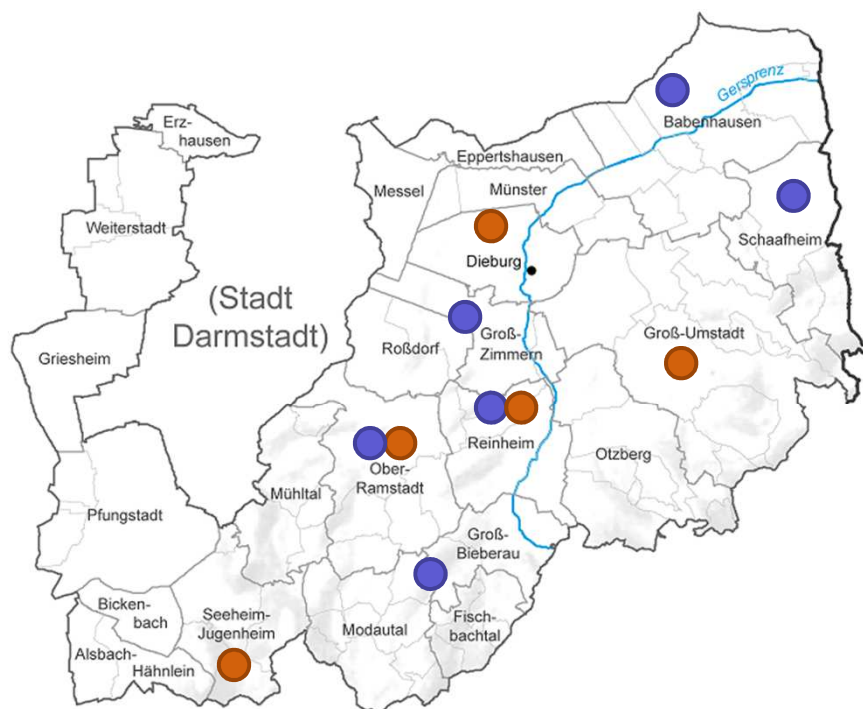 Erz-
hausen
Gersprenz
Babenhausen
Eppertshausen
Messel
Münster
Weiterstadt
Schaafheim
Dieburg
(Stadt
Darmstadt)
Griesheim
Roßdorf
Groß-
Zimmern
Groß-Umstadt
Reinheim
Otzberg
Ober-
Ramstadt
Mühltal
Pfungstadt
Groß-
Bieberau
Bicken-
bach
Seeheim-
Jugenheim
Modautal
Fisch-
bachtal
Alsbach-
Hähnlein